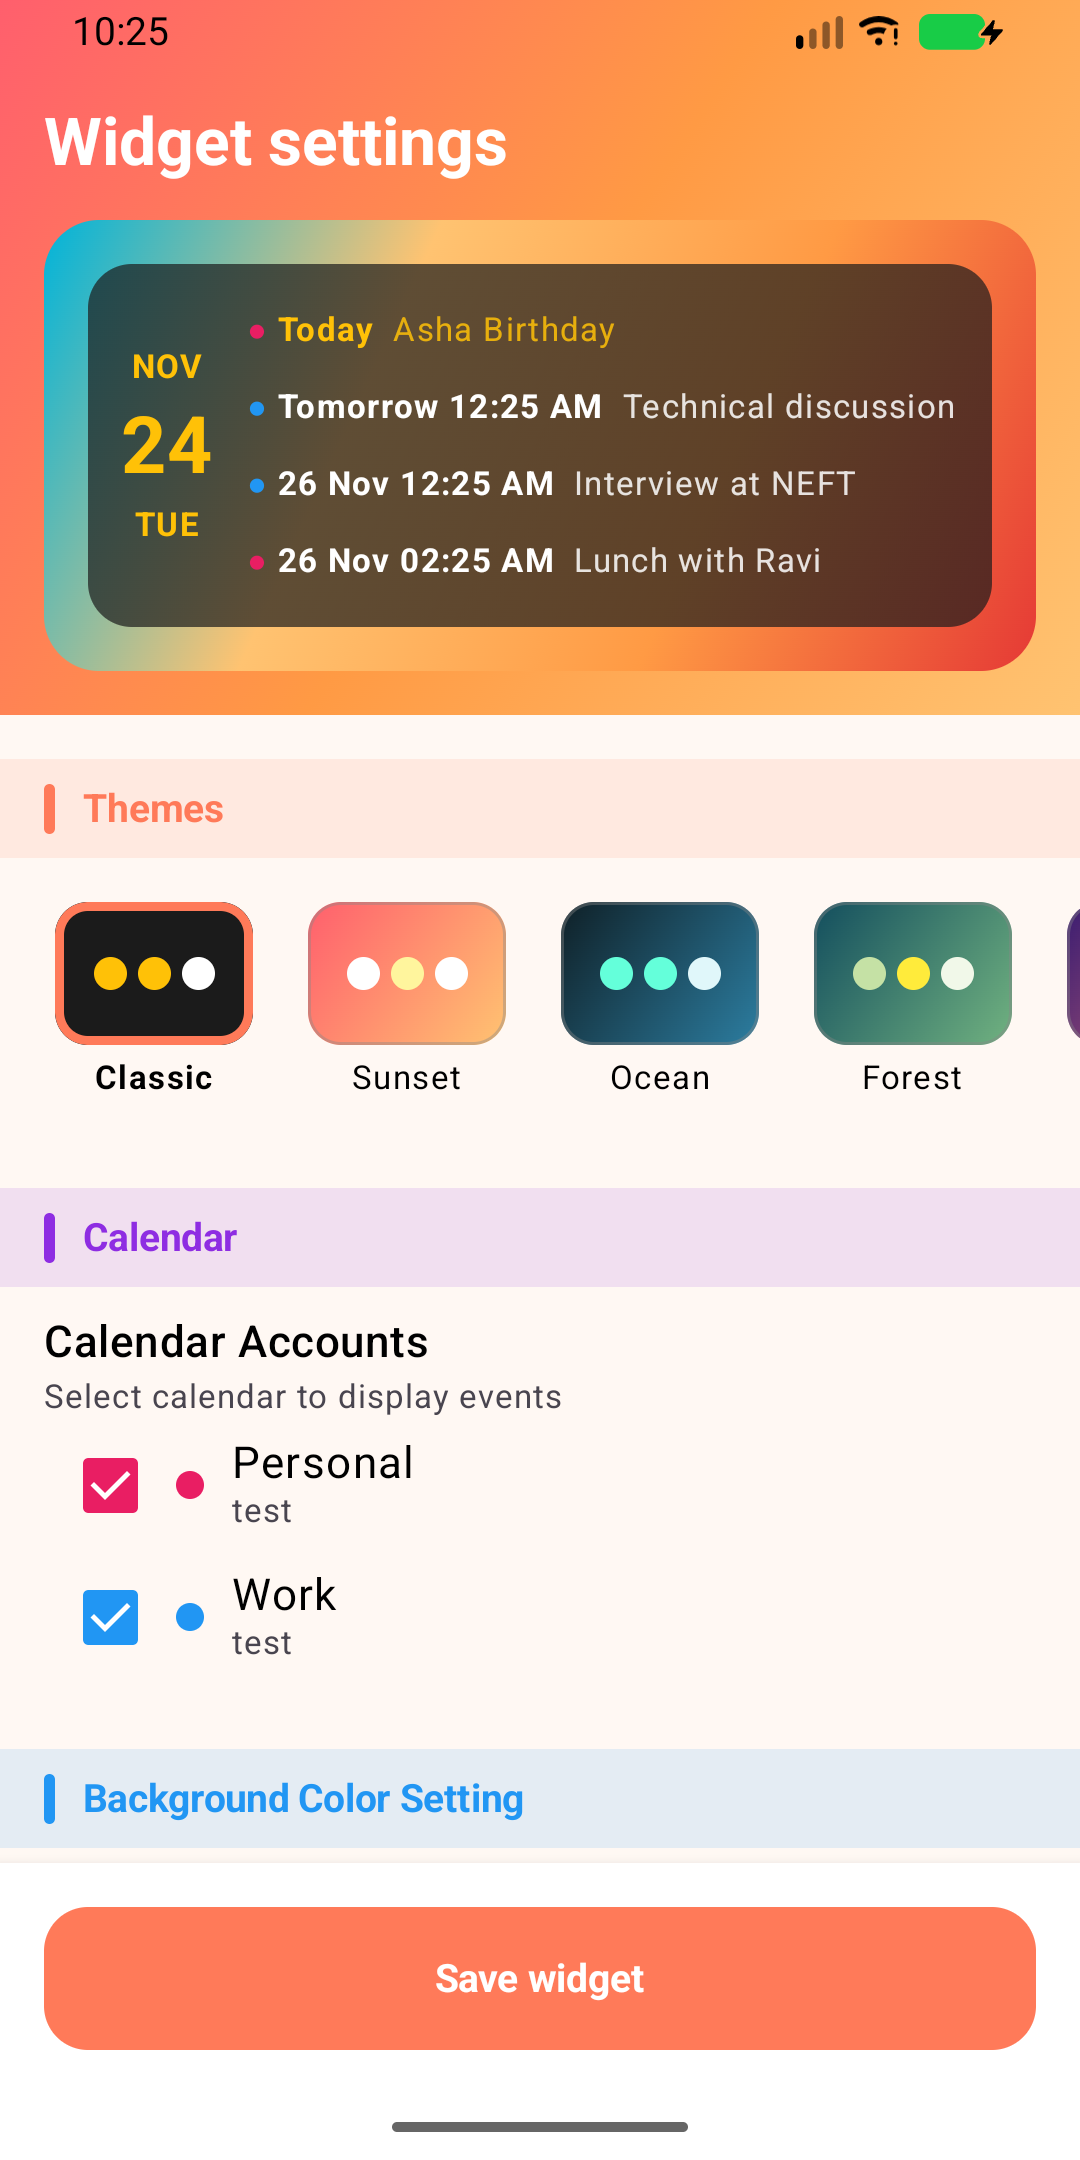 10:25
Widget settings
Today Asha Birthday
NOV
Tomorrow 12:25 AM Technical discussion
24
26 Nov 12:25 AM Interview at NEFT
TUE
26 Nov 02:25 AM Lunch with Ravi
Themes
Classic Sunset Ocean Forest
Calendar
Calendar Accounts
Select calendar to display events
Personal
test
Work
test
Background Color Setting
Save widget